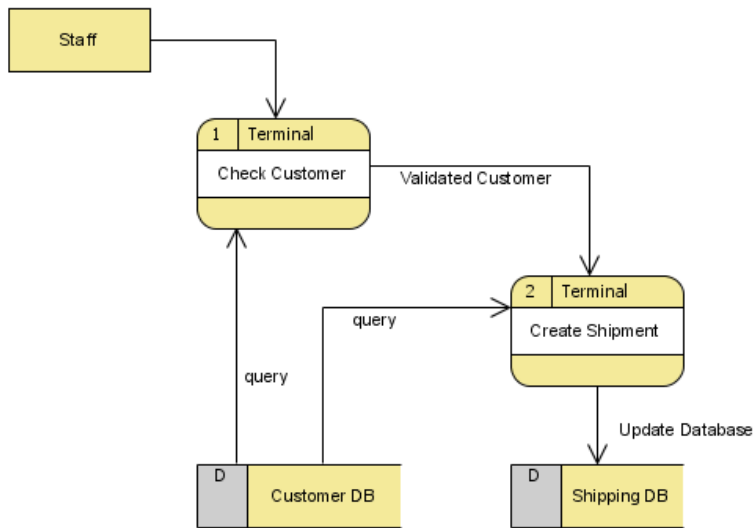 Staff
1 Terminal
Check Customer
Validated Customer
2 Terminal
query
Create Shipment
query
Update Database
D
Customer DB
D
Shipping DB